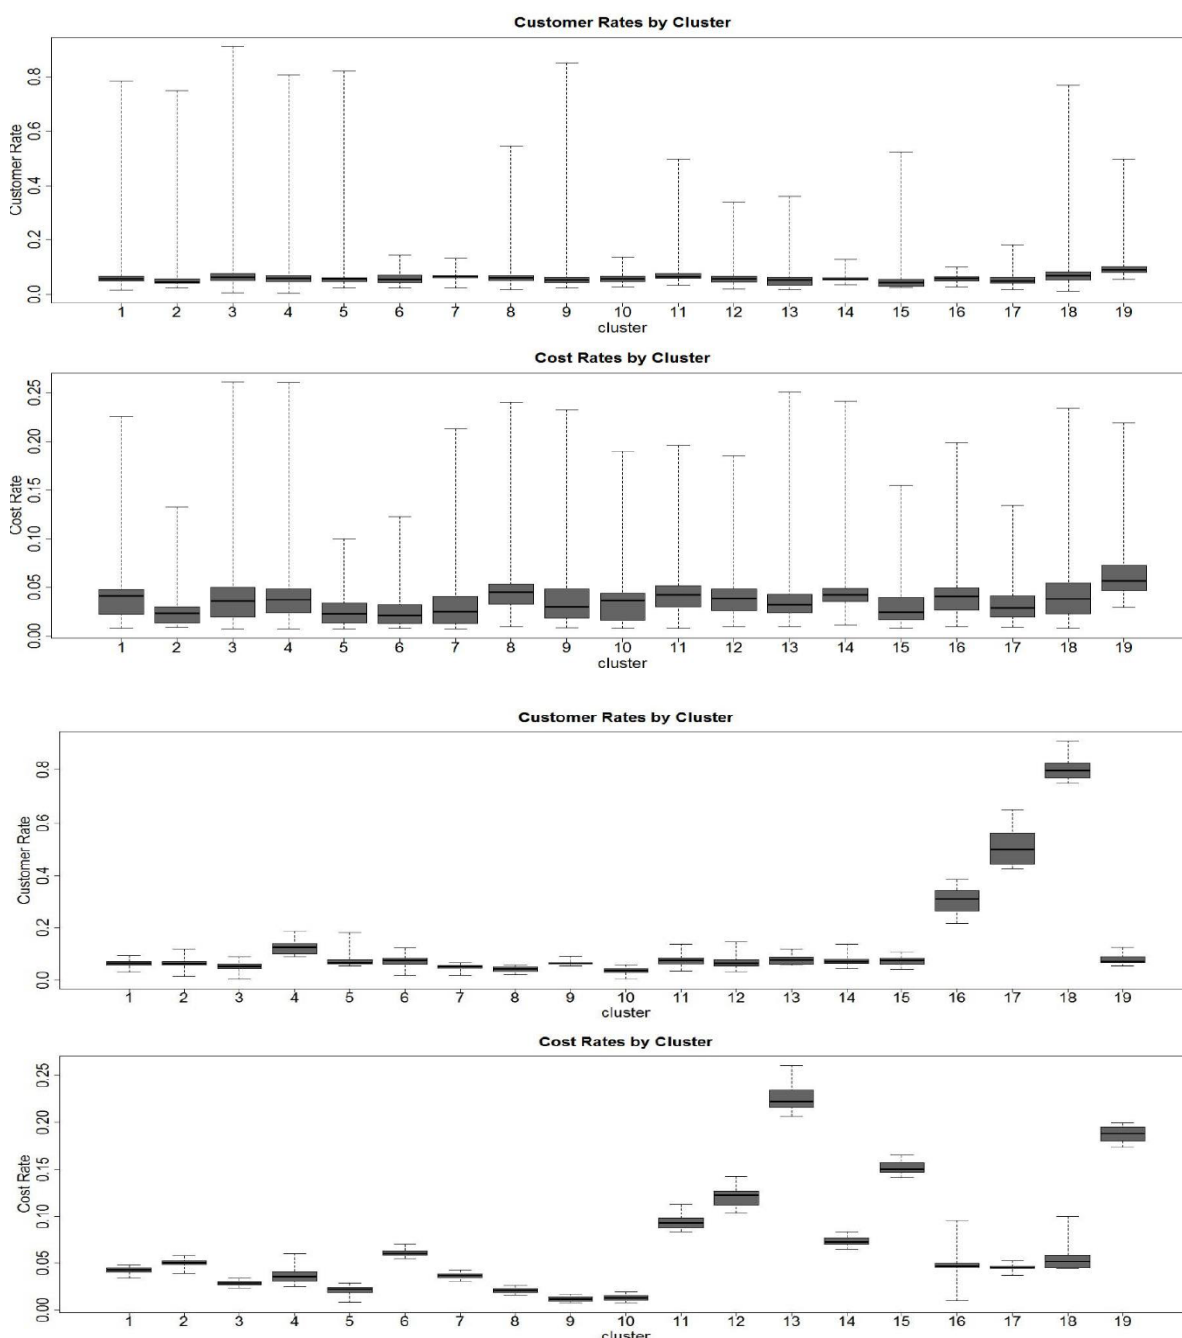 Customer Rates by Cluster
Customer Rate
0.0 0.2 0.4 0.6 0.8
1 2 3 4 5 6 7 8 9 10 11 12 13 14 15 16 17 18 19
cluster
Cost Rates by Cluster
Cost Rate
0.00 0.05 0.10 0.15 0.20 0.25
1 2 3 4 5 6 7 8 9 10 11 12 13 14 15 16 17 18 19
cluster
Customer Rates by Cluster
Customer Rate
0.0 0.2 0.4 0.6 0.8
1 2 3 4 5 6 7 8 9 10 11 12 13 14 15 16 17 18 19
cluster
Cost Rates by Cluster
Cost Rate
0.00 0.05 0.10 0.15 0.20 0.25
1 2 3 4 5 6 7 8 9 10 11 12 13 14 15 16 17 18 19
cluster